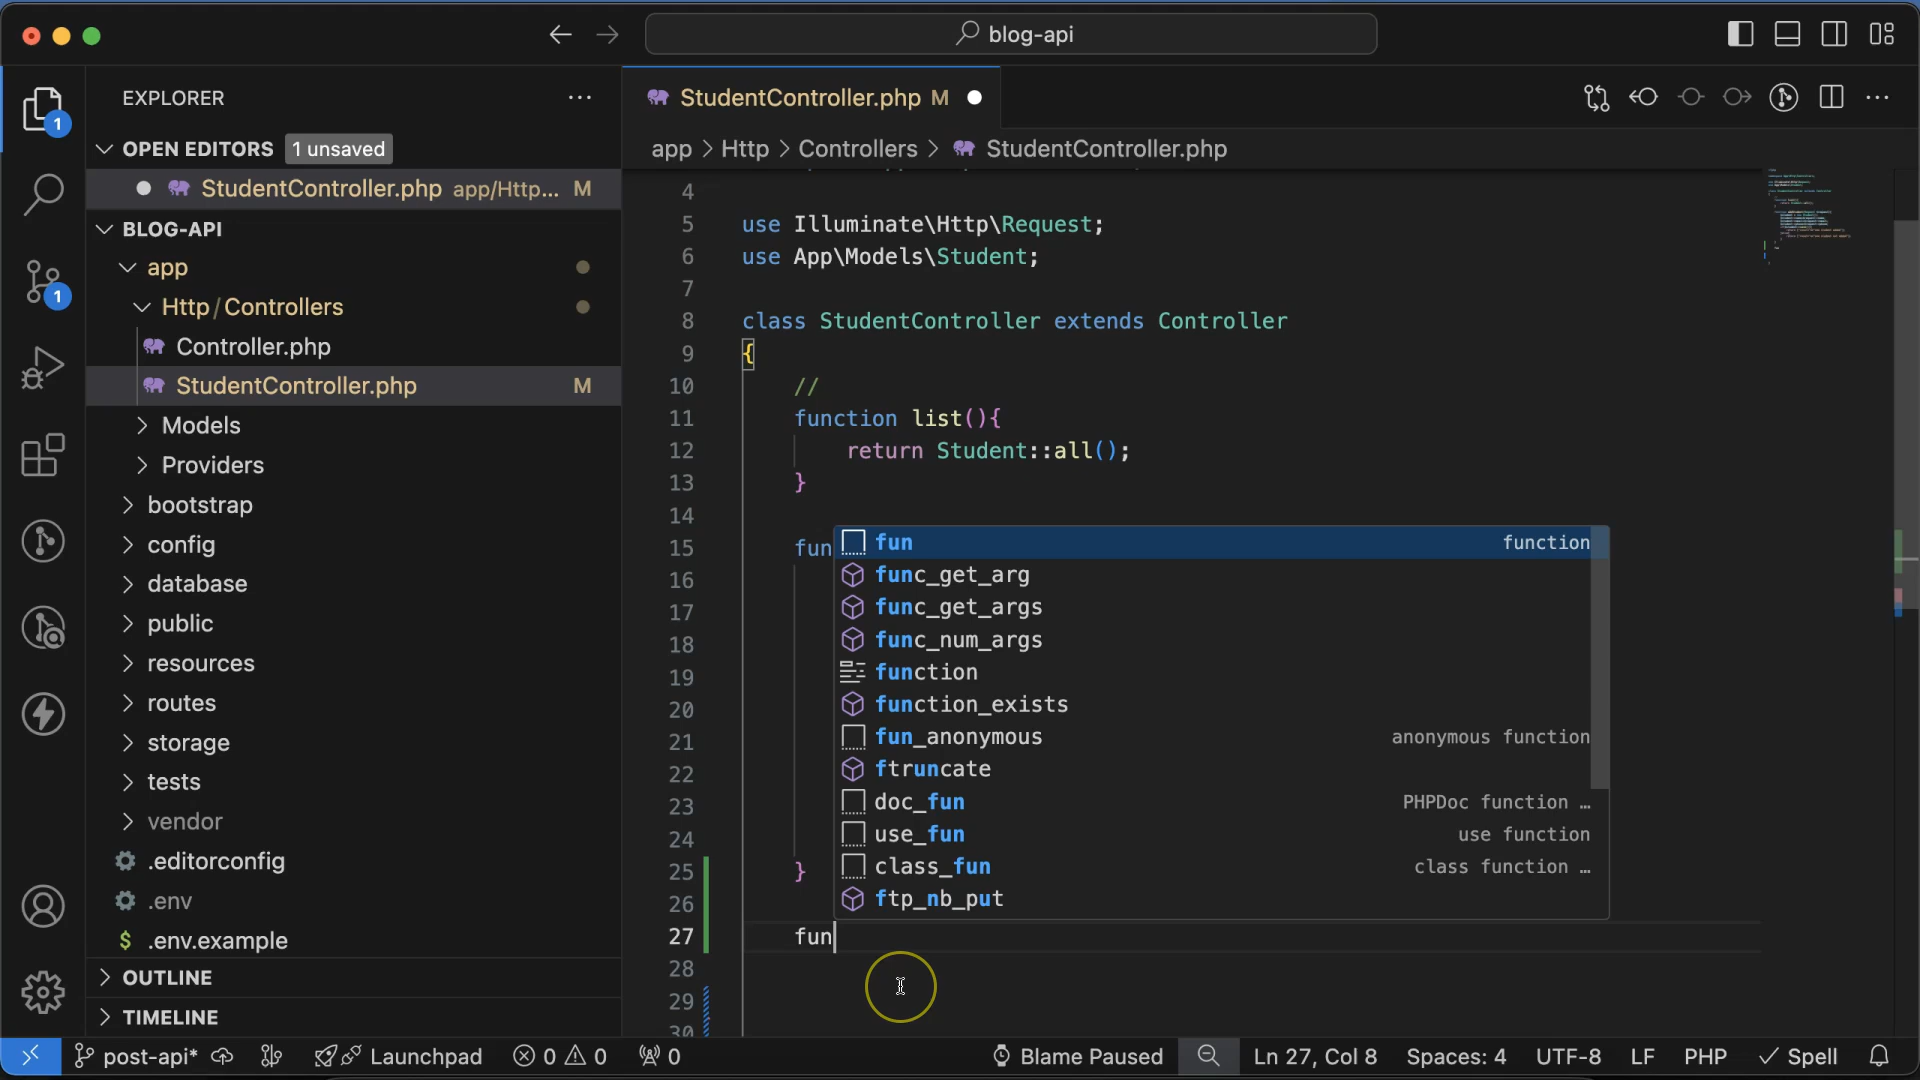 blog-api
EXPLORER
OPEN EDITORS 1 unsaved
StudentController.php app/Http... M
BLOG-API
app
Http/Controllers
Controller.php
StudentController.php M
Models
Providers
bootstrap
config
database
public
resources
routes
storage
tests
vendor
.editorconfig
.env
$ .env.example
OUTLINE
TIMELINE
1
1
StudentController.php M
app > Http > Controllers > StudentController.php
4
5 use Illuminate\Http\Request;
6 use App\Models\Student;
7
8 class StudentController extends Controller
9 {
10 //
11 function list(){
12 return Student::all();
13 }
14
15 fun
16
17
18
19
20
21
22
23
24
25 }
26
27 fun
28
29
30
fun function
func_get_arg
func_get_args
func_num_args
function
function_exists
fun_anonymous anonymous function
ftruncate
doc_fun PHPDoc function …
use_fun use function
class_fun class function …
ftp_nb_put
post-api* Launchpad 0 0 0 Blame Paused Ln 27, Col 8 Spaces: 4 UTF-8 LF PHP Spell